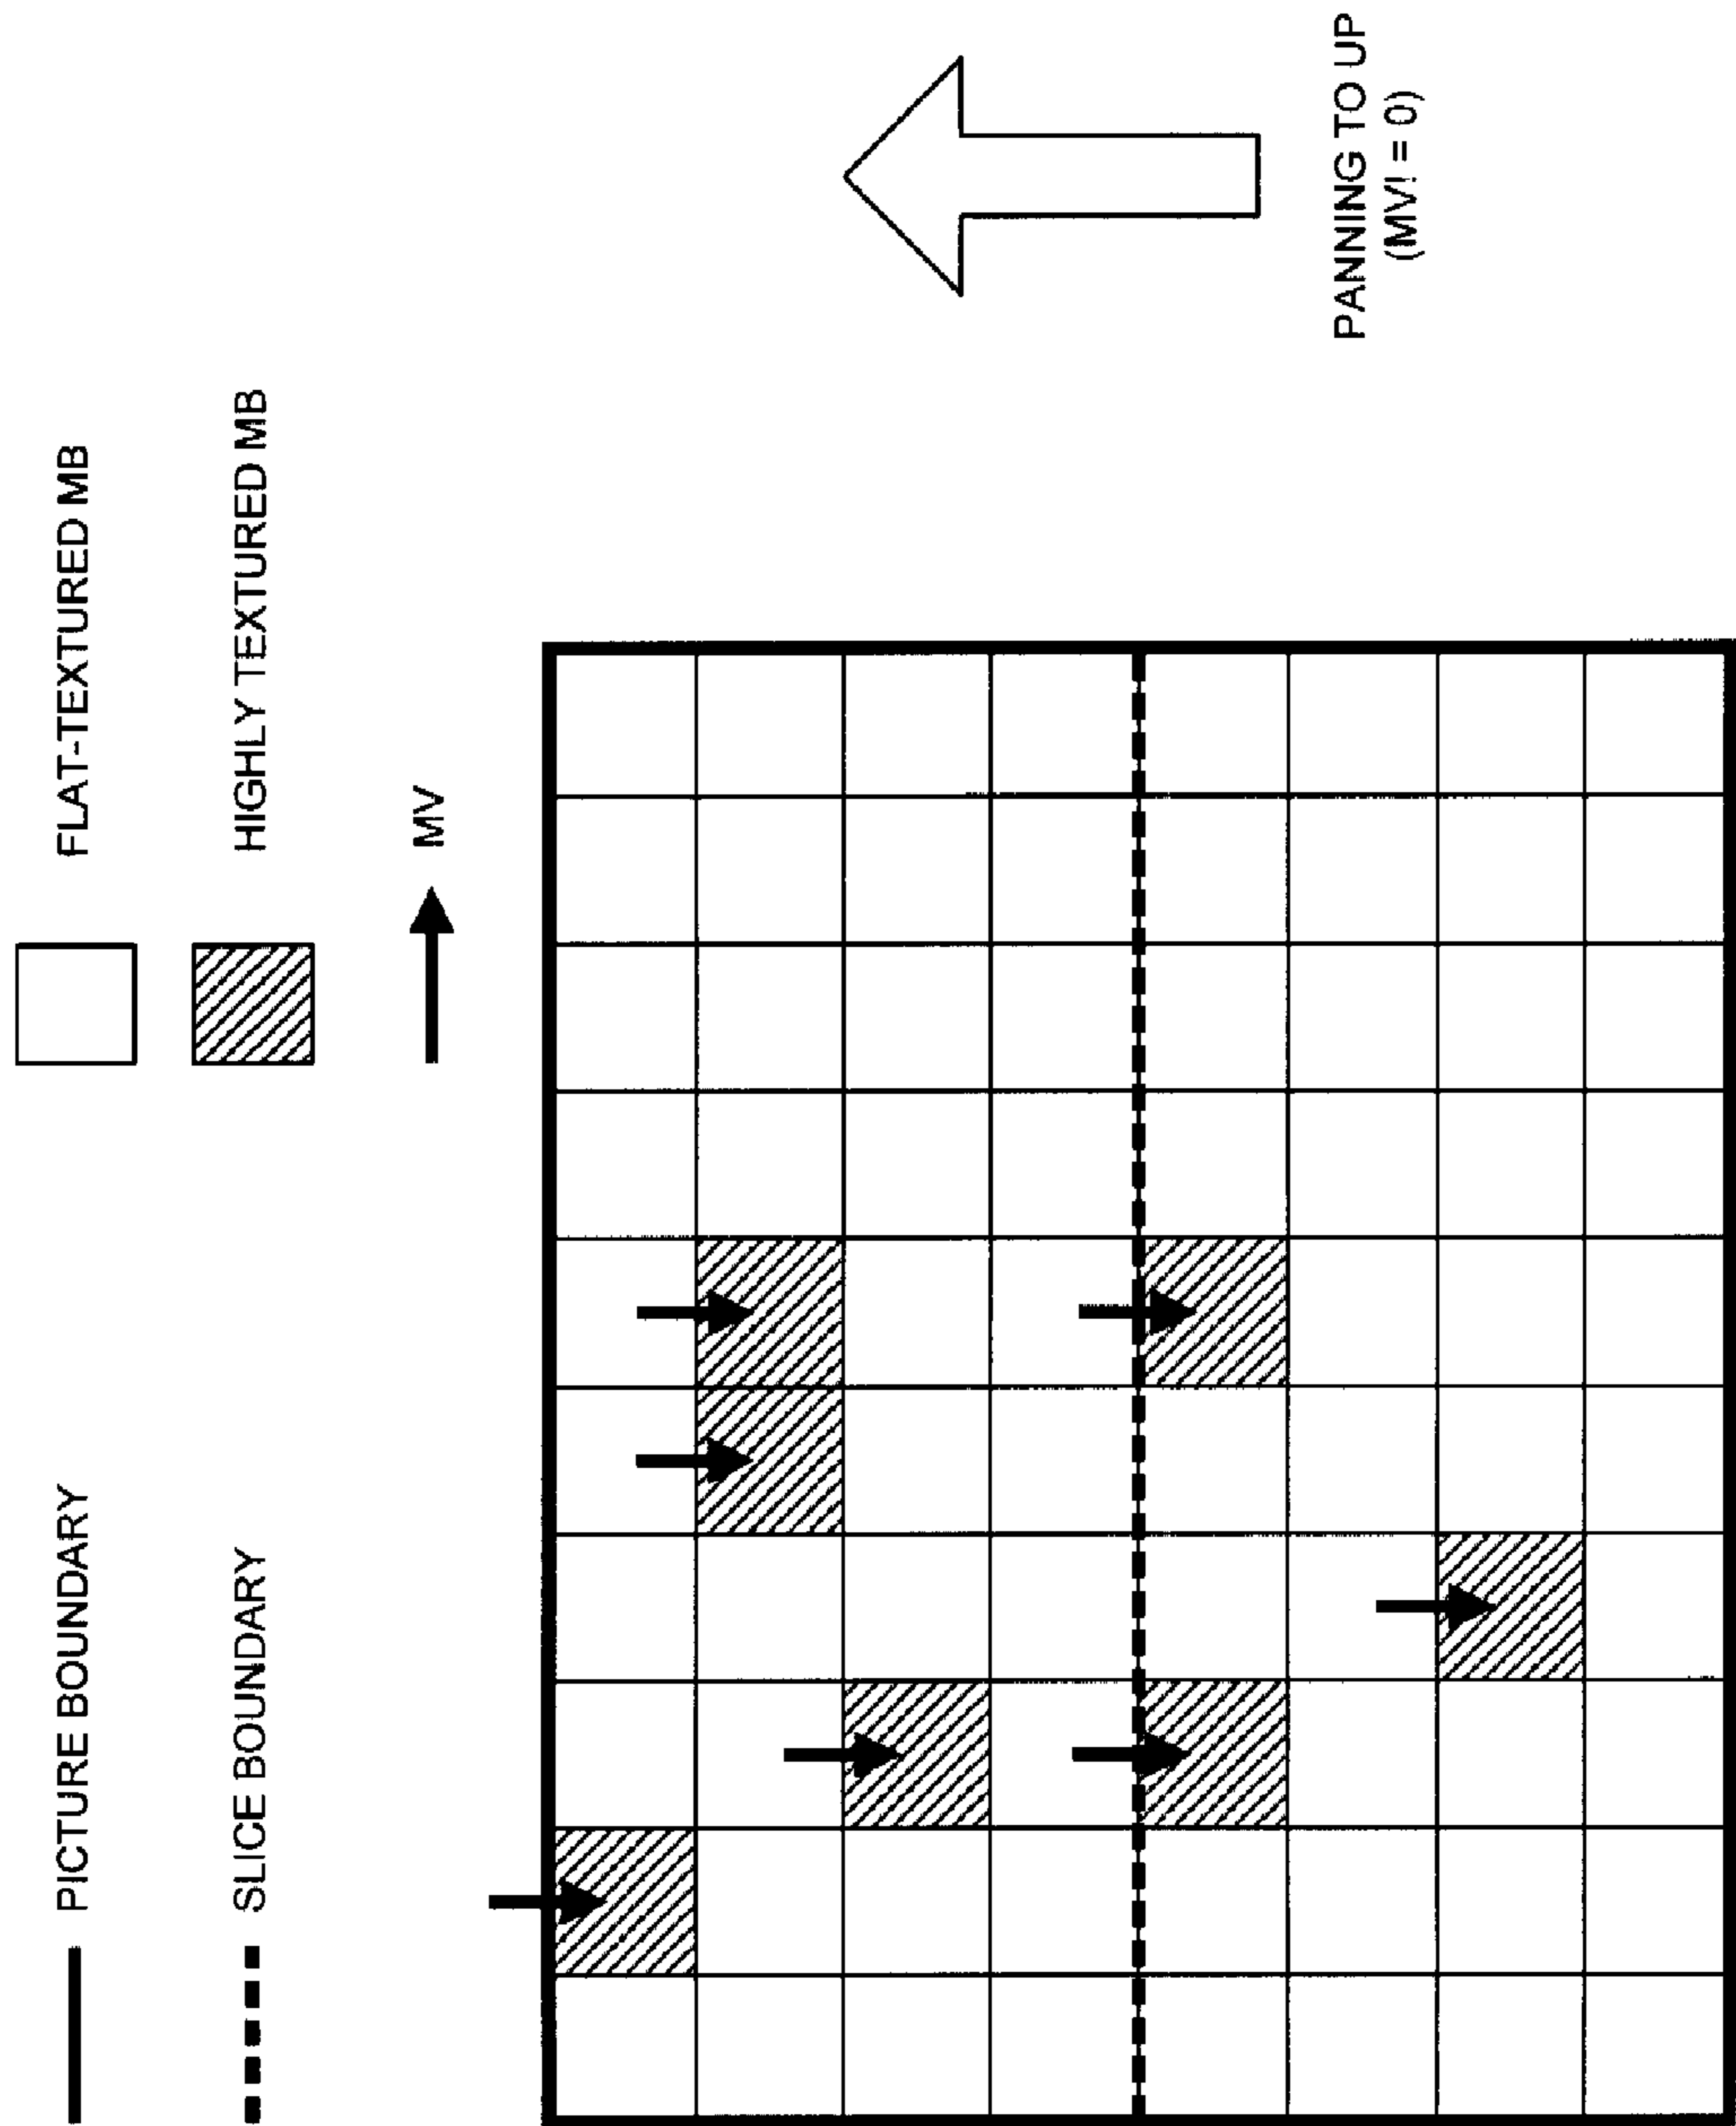 PICTURE BOUNDARY
SLICE BOUNDARY
FLAT-TEXTURED MB
HIGHLY TEXTURED MB
MV
PANNING TO UP
(MV! = 0)